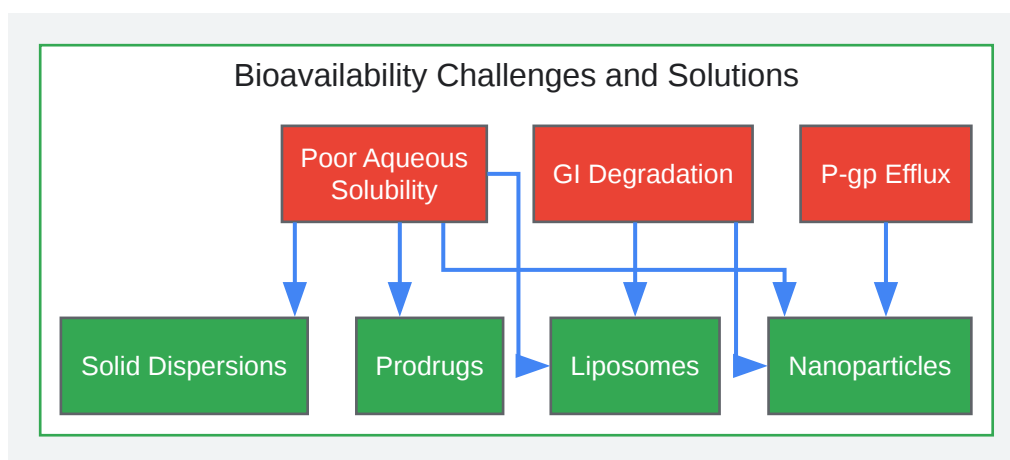 Bioavailability Challenges and Solutions
Poor Aqueous
Solubility
GI Degradation
P-gp Efflux
Solid Dispersions
Prodrugs
Liposomes
Nanoparticles